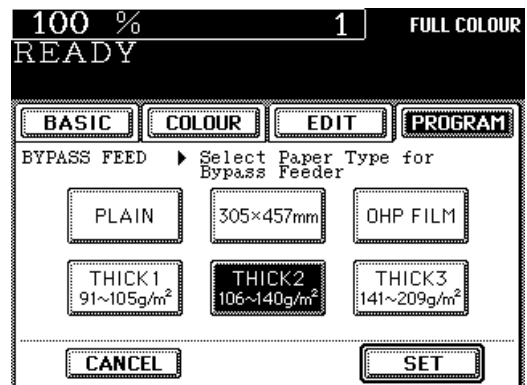 100 % 1 FULL COLOUR
READY
BASIC COLOUR EDIT PROGRAM
BYPASS FEED ▶ Select Paper Type for
Bypass Feeder
PLAIN 305×457mm OHP FILM
THICK1 THICK2 THICK3
91~105g/m² 106~140g/m² 141~209g/m²
CANCEL SET